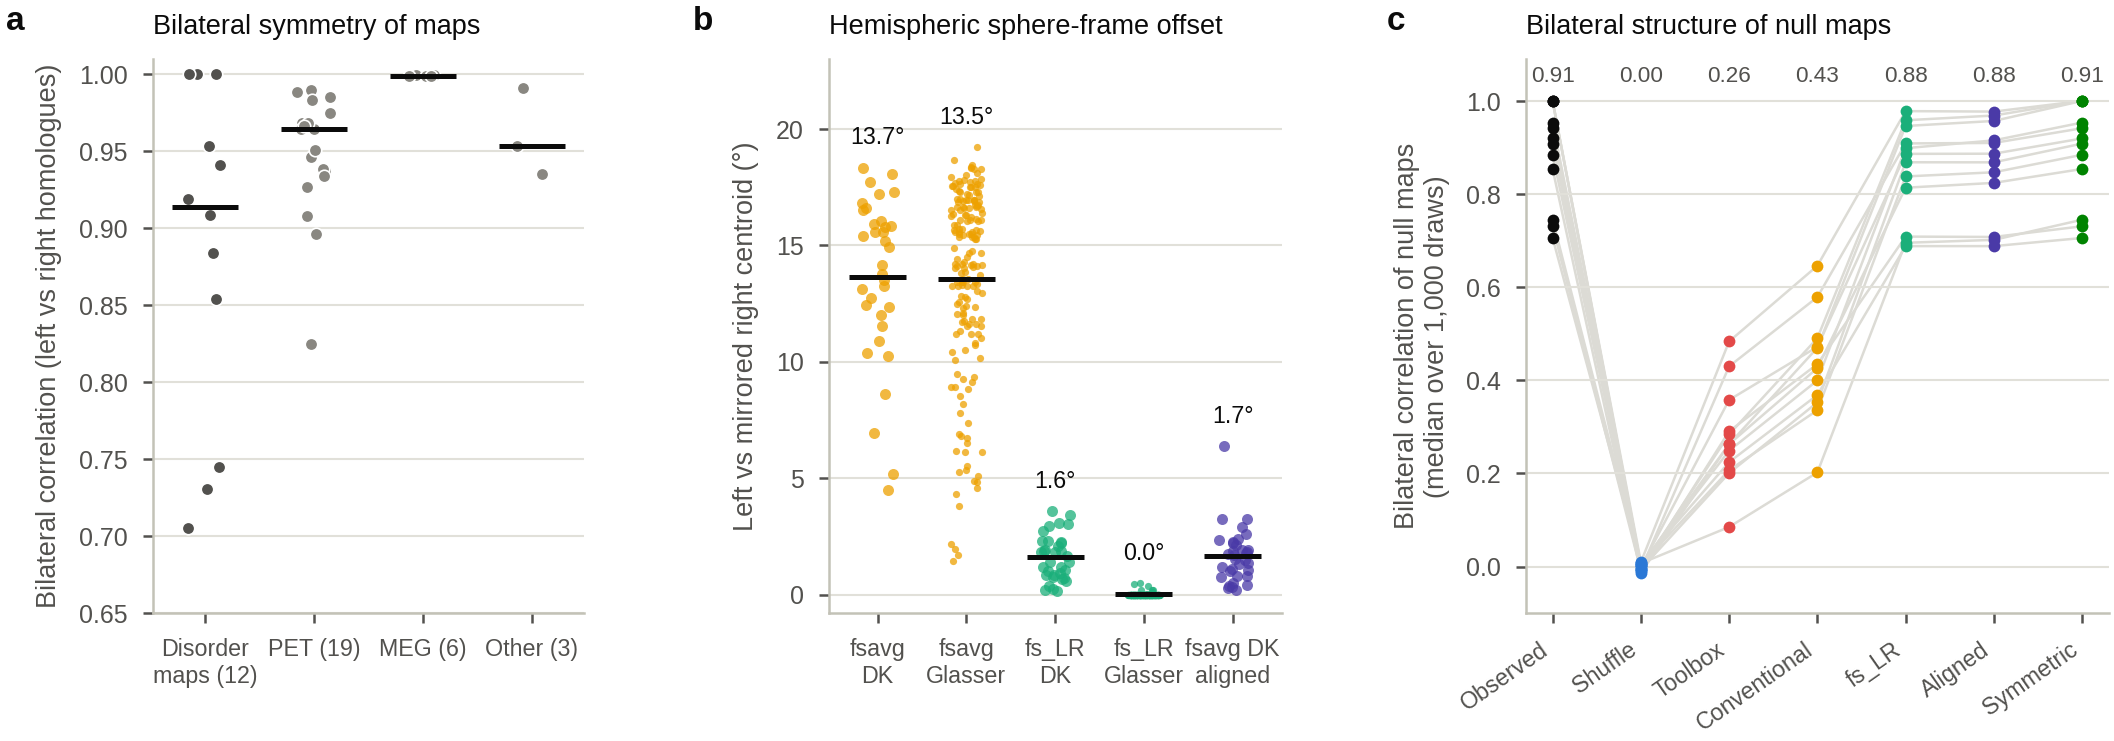 a
Bilateral symmetry of maps
Bilateral correlation (left vs right homologues)
1.00
0.95
0.90
0.85
0.80
0.75
0.70
0.65
Disorder
maps (12)
PET (19)
MEG (6)
Other (3)
b
Hemispheric sphere-frame offset
Left vs mirrored right centroid (°)
20
15
10
5
0
13.7°
13.5°
1.6°
0.0°
1.7°
fsavg
DK
fsavg
Glasser
fs_LR
DK
fs_LR
Glasser
fsavg DK
aligned
c
Bilateral structure of null maps
Bilateral correlation of null maps
(median over 1,000 draws)
1.0
0.8
0.6
0.4
0.2
0.0
0.91
0.00
0.26
0.43
0.88
0.88
0.91
Observed
Shuffle
Toolbox
Conventional
fs_LR
Aligned
Symmetric